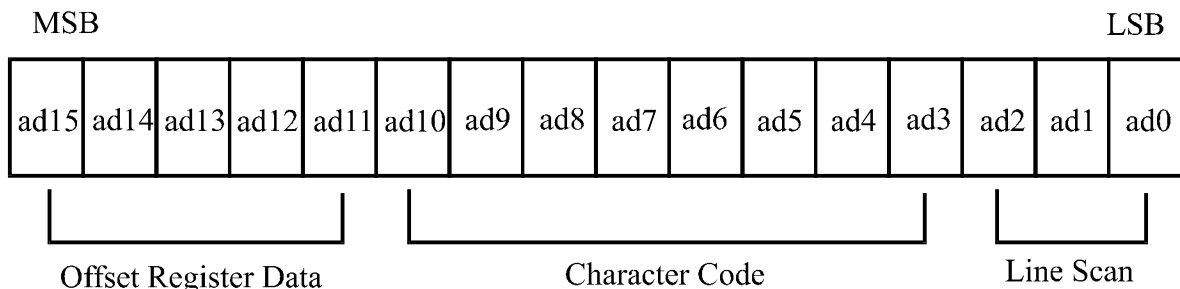 MSB LSB
ad15 ad14 ad13 ad12 ad11 ad10 ad9 ad8 ad7 ad6 ad5 ad4 ad3 ad2 ad1 ad0
Offset Register Data Character Code Line Scan